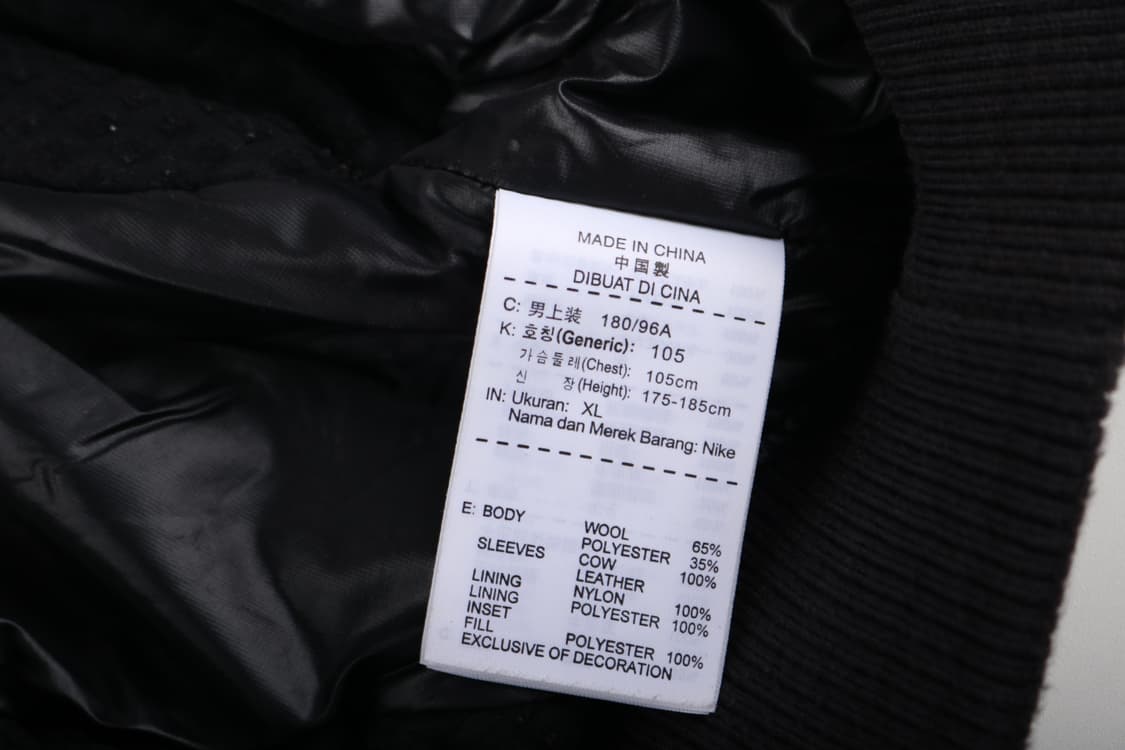 MADE IN CHINA
中国製
DIBUAT DI CINA
C: 男上装 180/96A
K: 호칭(Generic): 105
가슴둘레(Chest): 105cm
신 장(Height): 175-185cm
IN: Ukuran: XL
Nama dan Merek Barang: Nike
E: BODY WOOL 65%
POLYESTER 35%
SLEEVES COW 100%
LEATHER
LINING NYLON 100%
LINING POLYESTER 100%
INSET
FILL POLYESTER 100%
EXCLUSIVE OF DECORATION